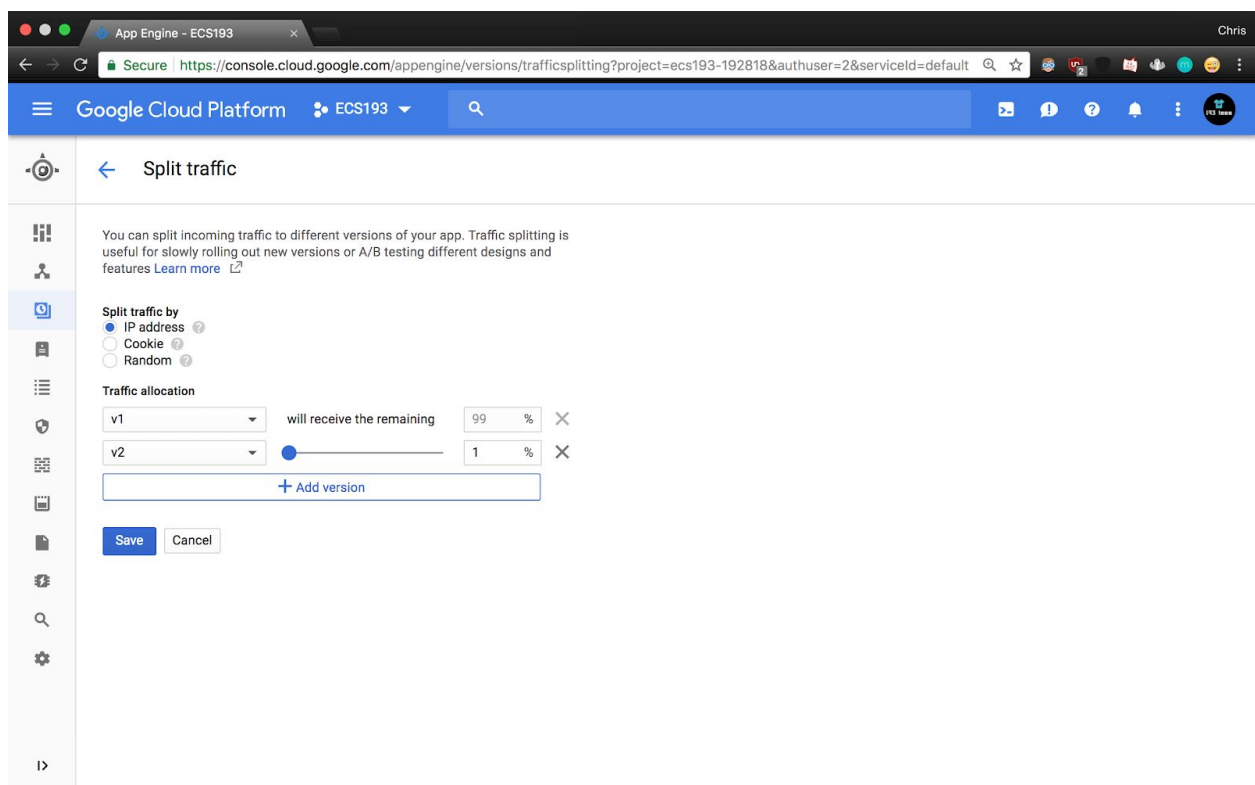 App Engine - ECS193
Chris
Secure https://console.cloud.google.com/appengine/versions/trafficsplitting?project=ecs193-192818&authuser=2&serviceId=default
2
Google Cloud Platform ECS193
193 tees
Split traffic
You can split incoming traffic to different versions of your app. Traffic splitting is
useful for slowly rolling out new versions or A/B testing different designs and
features Learn more
Split traffic by
IP address
Cookie
Random
Traffic allocation
v1 will receive the remaining 99 %
v2 1 %
+ Add version
Save Cancel